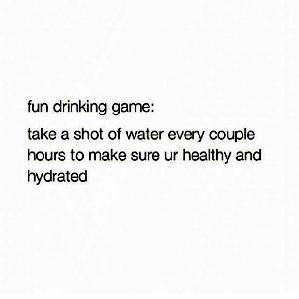 fun drinking game:
take a shot of water every couple
hours to make sure ur healthy and
hydrated